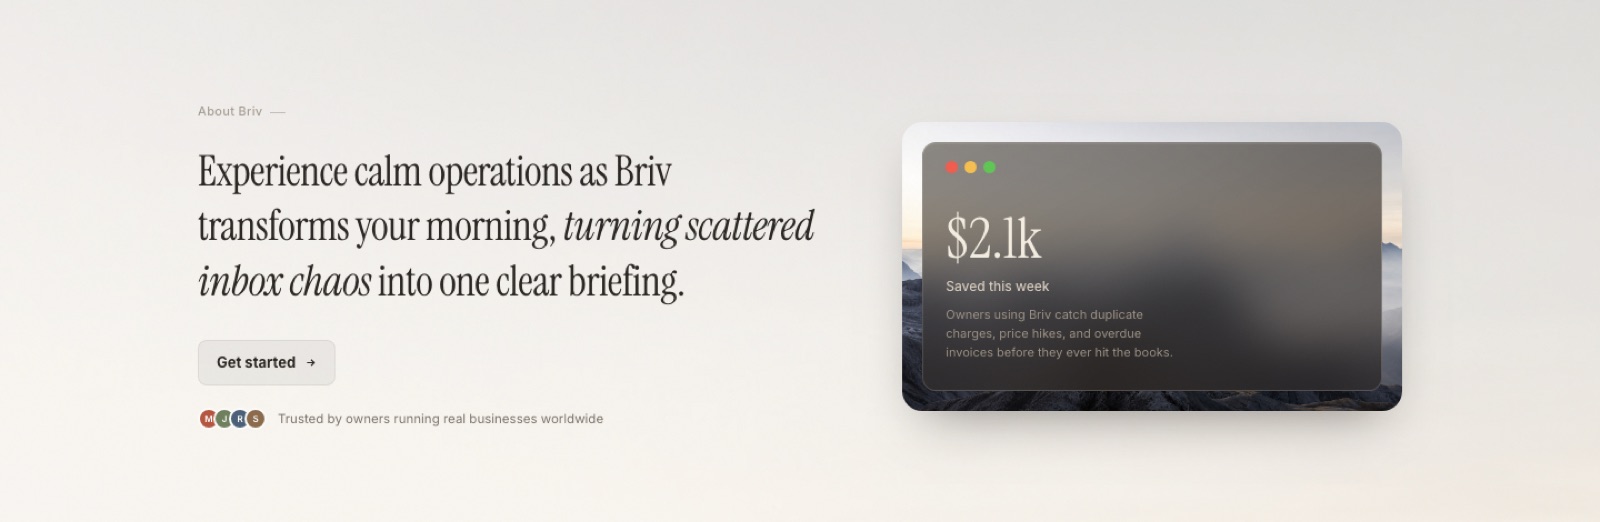 About Briv —
Experience calm operations as Briv
transforms your morning, turning scattered
inbox chaos into one clear briefing.
Get started →
M J R S
Trusted by owners running real businesses worldwide
$2.1k
Saved this week
Owners using Briv catch duplicate
charges, price hikes, and overdue
invoices before they ever hit the books.